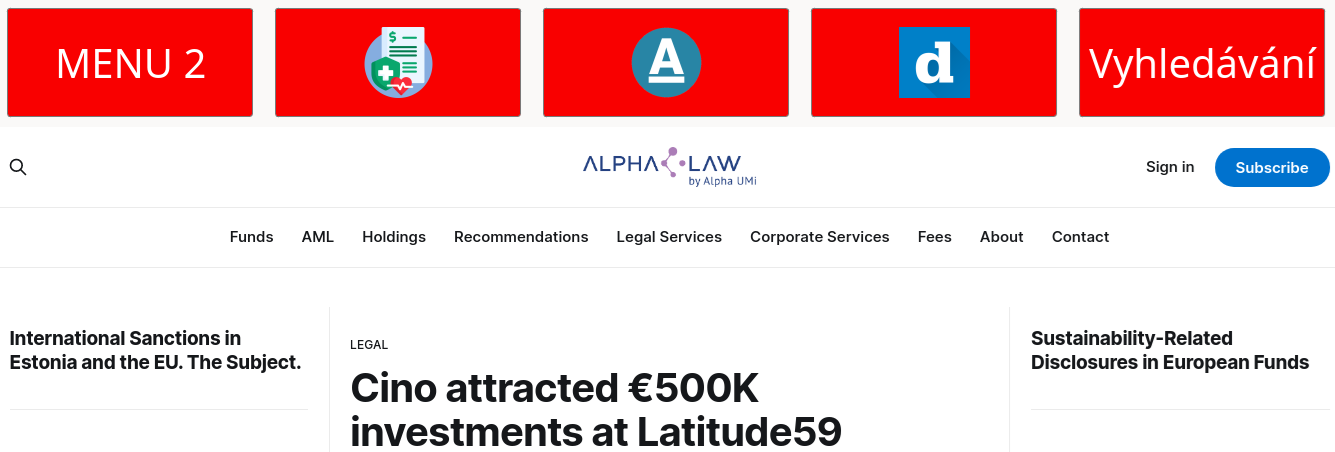 MENU 2
A
d
Vyhledávání
ALPHA LAW
by Alpha UMi
Sign in
Subscribe
Funds AML Holdings Recommendations Legal Services Corporate Services Fees About Contact
International Sanctions in
Estonia and the EU. The Subject.
LEGAL
Cino attracted €500K
investments at Latitude59
Sustainability-Related
Disclosures in European Funds